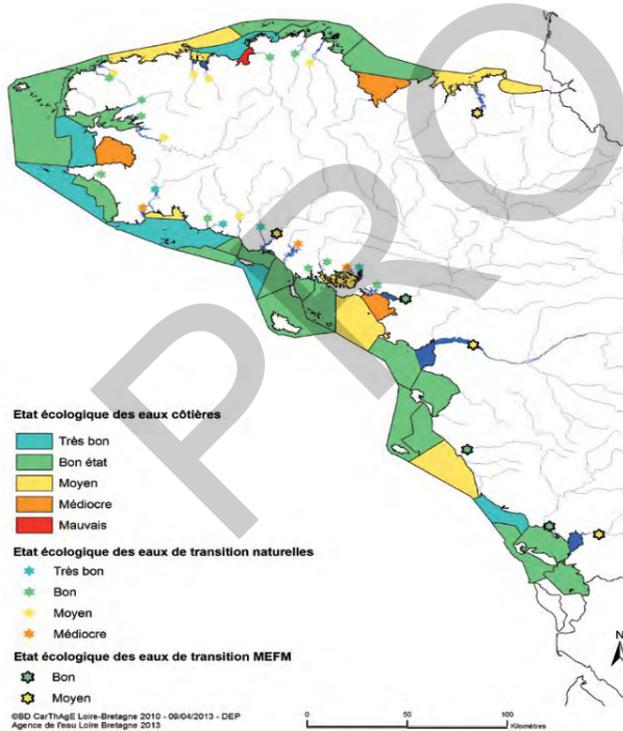 PRO
Etat écologique des eaux côtières
Très bon
Bon état
Moyen
Médiocre
Mauvais
Etat écologique des eaux de transition naturelles
Très bon
Bon
Moyen
Médiocre
Etat écologique des eaux de transition MEFM
Bon
Moyen
©BD CarThAgE Loire-Bretagne 2010 - 09/04/2013 - DEP
Agence de l'eau Loire Bretagne 2013
0 50 100
Kilomètres
N